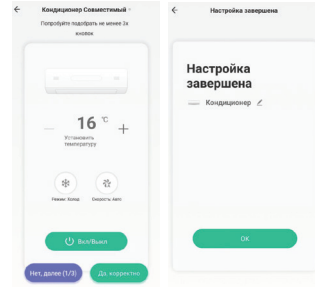 Кондиционер Совместимый
Попробуйте подобрать не менее 3х
кнопок
16 °C
Установить
температуру
Режим: Холод
Скорость: Авто
Вкл/Выкл
Нет, далее (1/3)
Да, корректно
Настройка завершена
Настройка
завершена
Кондиционер
OK